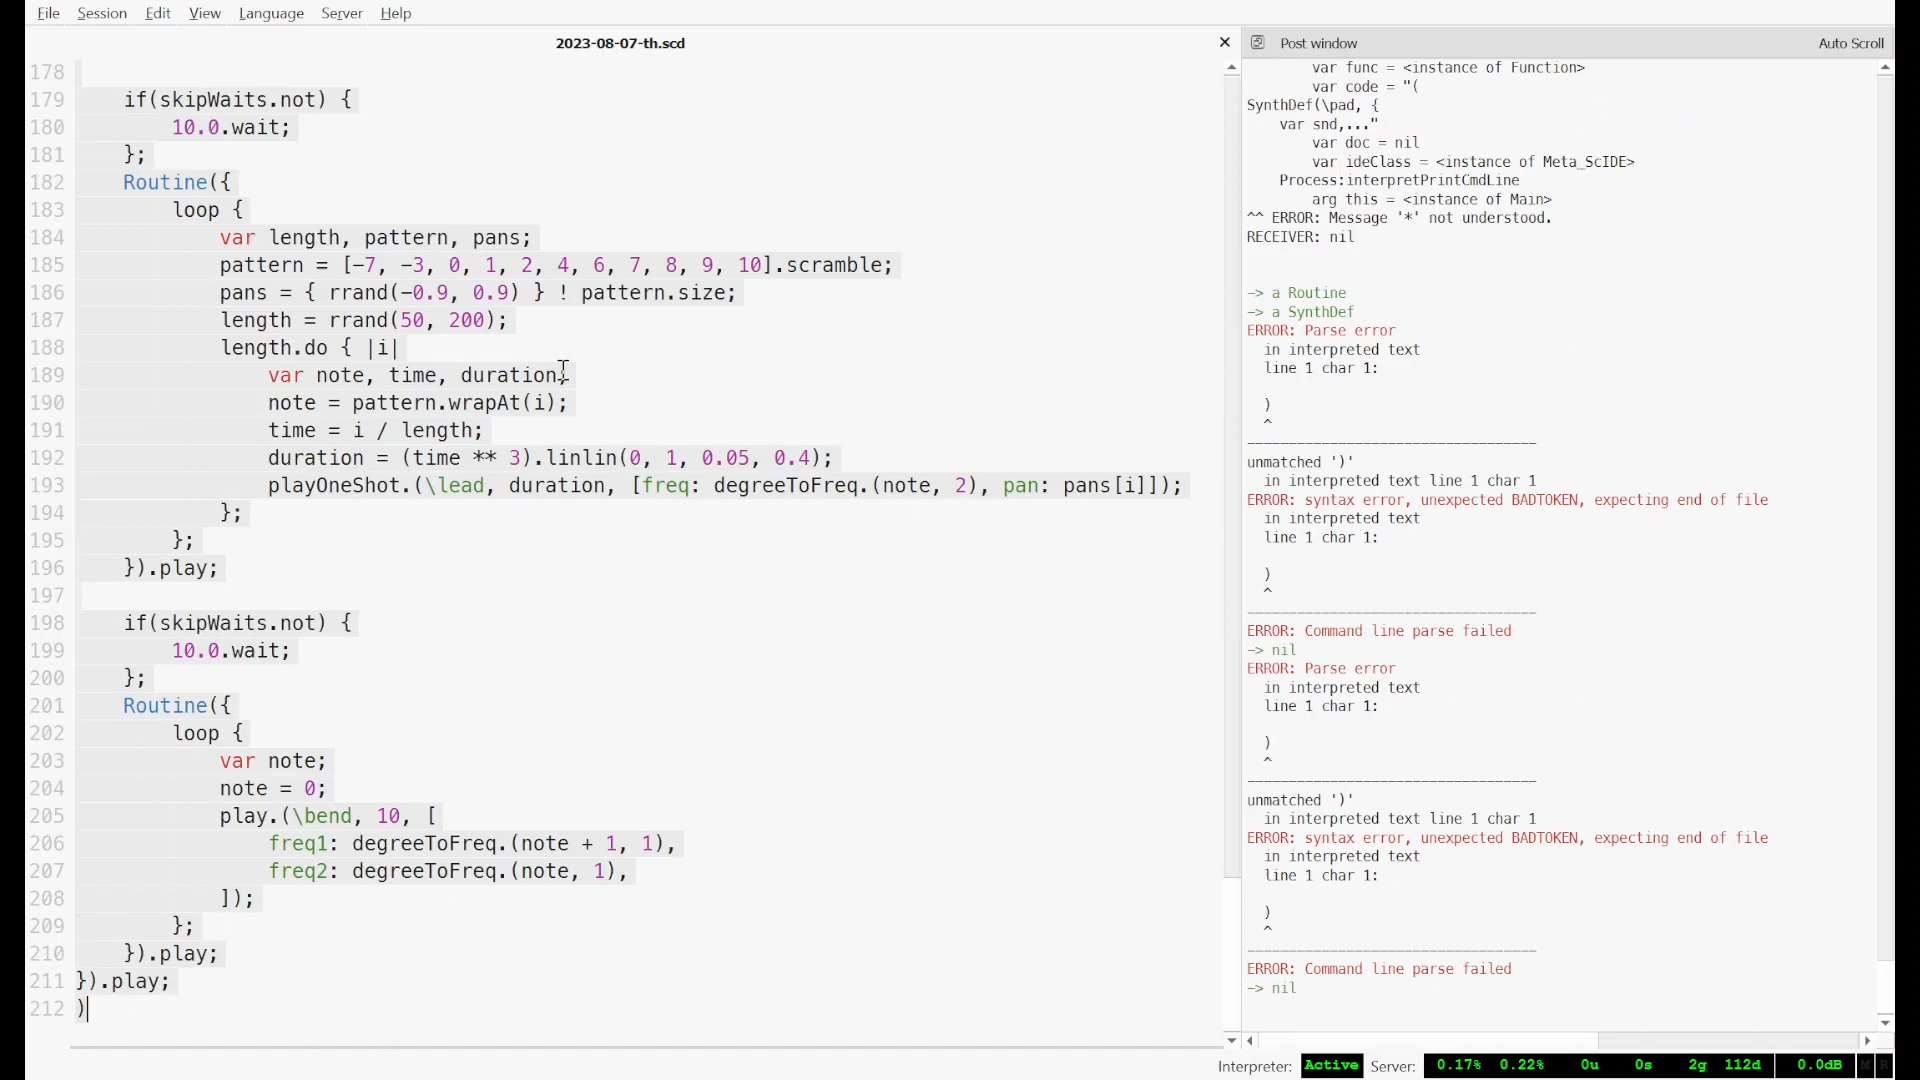 File Session Edit View Language Server Help
2023-08-07-th.scd
178
179 if(skipWaits.not) {
180 10.0.wait;
181 };
182 Routine({
183 loop {
184 var length, pattern, pans;
185 pattern = [-7, -3, 0, 1, 2, 4, 6, 7, 8, 9, 10].scramble;
186 pans = { rrand(-0.9, 0.9) } ! pattern.size;
187 length = rrand(50, 200);
188 length.do { |i|
189 var note, time, duration;
190 note = pattern.wrapAt(i);
191 time = i / length;
192 duration = (time ** 3).linlin(0, 1, 0.05, 0.4);
193 playOneShot.(\lead, duration, [freq: degreeToFreq.(note, 2), pan: pans[i]]);
194 };
195 };
196 }).play;
197
198 if(skipWaits.not) {
199 10.0.wait;
200 };
201 Routine({
202 loop {
203 var note;
204 note = 0;
205 play.(\bend, 10, [
206 freq1: degreeToFreq.(note + 1, 1),
207 freq2: degreeToFreq.(note, 1),
208 ]);
209 };
210 }).play;
211 }).play;
212 )
Post window Auto Scroll
var func = <instance of Function>
var code = "(
SynthDef(\pad, {
var snd,..."
var doc = nil
var ideClass = <instance of Meta_ScIDE>
Process:interpretPrintCmdLine
arg this = <instance of Main>
^^ ERROR: Message '*' not understood.
RECEIVER: nil
-> a Routine
-> a SynthDef
ERROR: Parse error
in interpreted text
line 1 char 1:
)
^
-----------------------------------
unmatched ')'
in interpreted text line 1 char 1
ERROR: syntax error, unexpected BADTOKEN, expecting end of file
in interpreted text
line 1 char 1:
)
^
-----------------------------------
ERROR: Command line parse failed
-> nil
ERROR: Parse error
in interpreted text
line 1 char 1:
)
^
-----------------------------------
unmatched ')'
in interpreted text line 1 char 1
ERROR: syntax error, unexpected BADTOKEN, expecting end of file
in interpreted text
line 1 char 1:
)
^
-----------------------------------
ERROR: Command line parse failed
-> nil
Interpreter: Active Server: 0.17% 0.22% 0u 0s 2g 112d 0.0dB M R